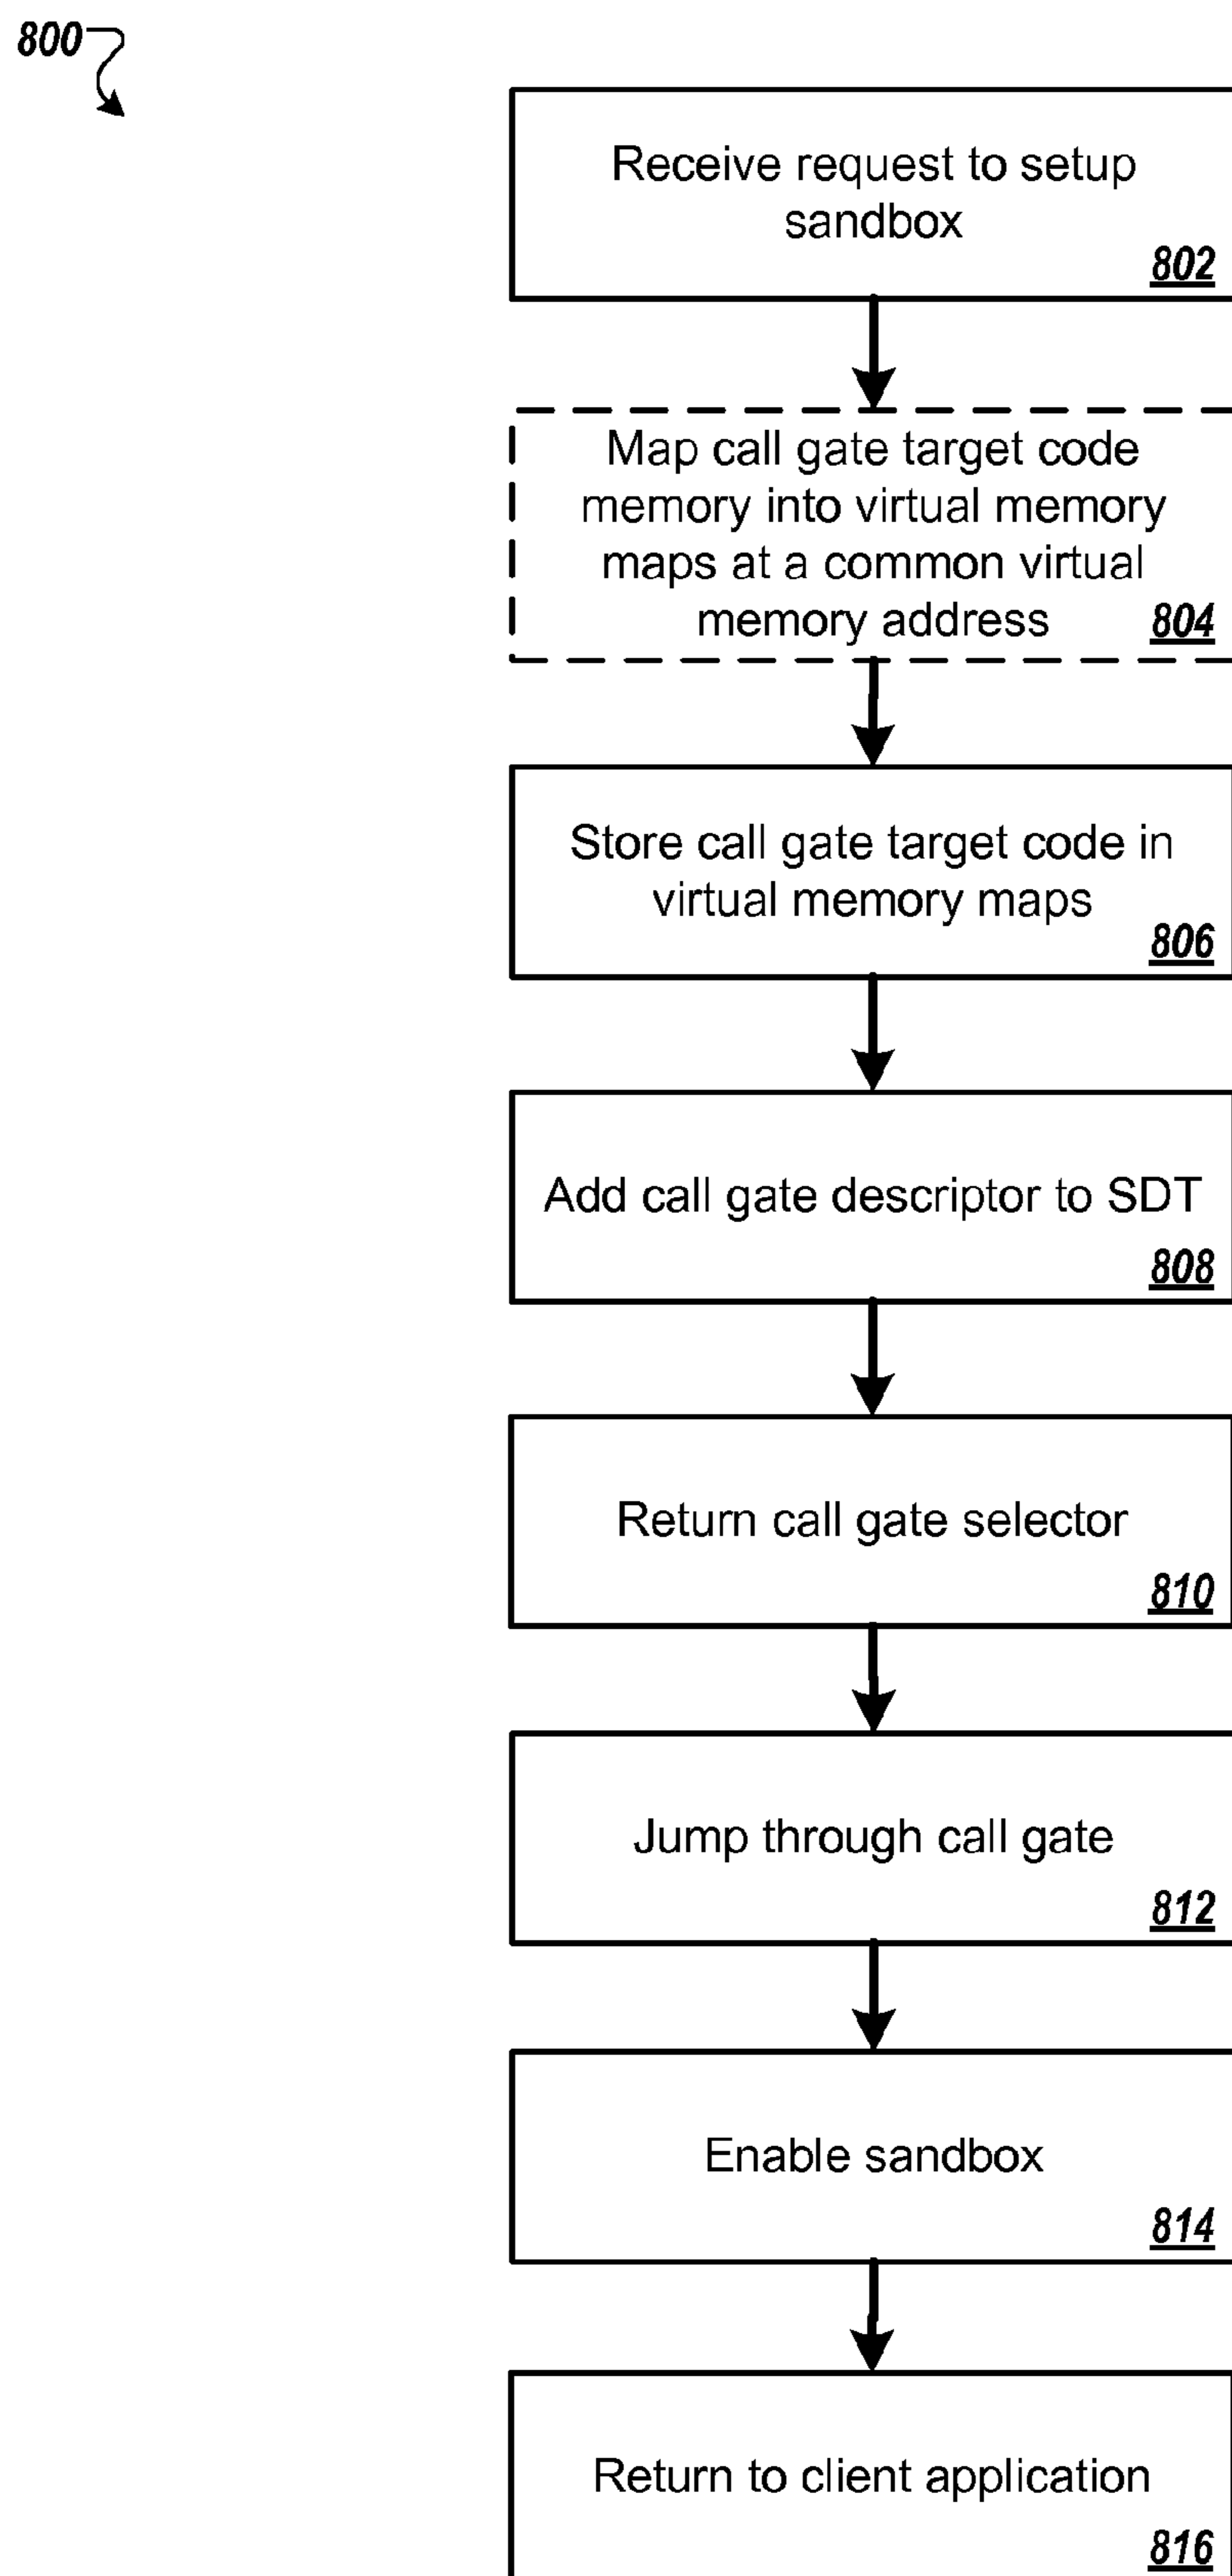 800
Receive request to setup
sandbox
802
Map call gate target code
memory into virtual memory
maps at a common virtual
memory address
804
Store call gate target code in
virtual memory maps
806
Add call gate descriptor to SDT
808
Return call gate selector
810
Jump through call gate
812
Enable sandbox
814
Return to client application
816